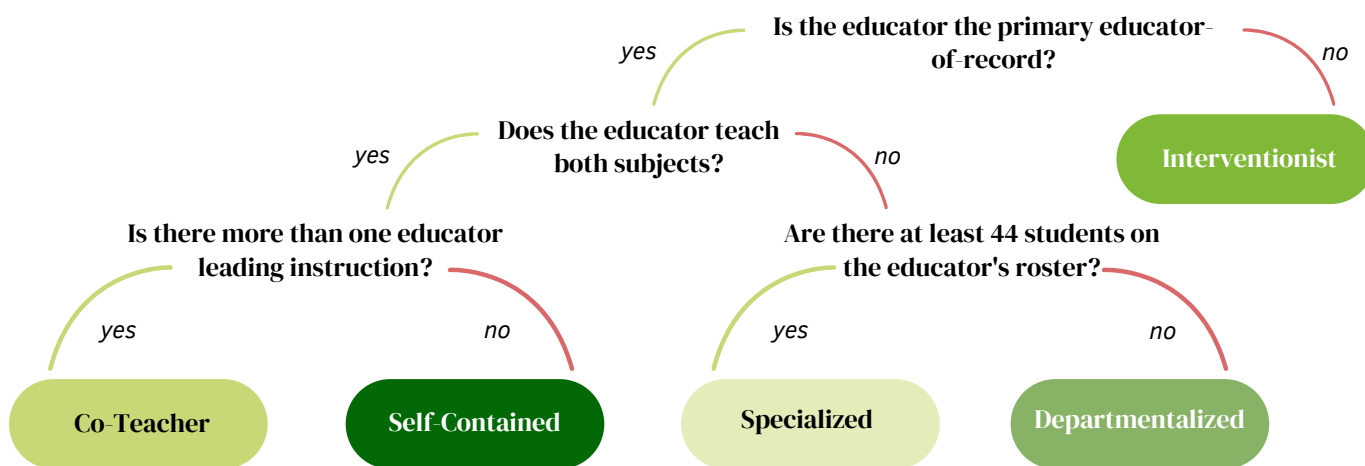 Is the educator the primary educator-
of-record?
yes
no
Does the educator teach
both subjects?
yes
no
Interventionist
Is there more than one educator
leading instruction?
Are there at least 44 students on
the educator's roster?
yes
no
yes
no
Co-Teacher
Self-Contained
Specialized
Departmentalized